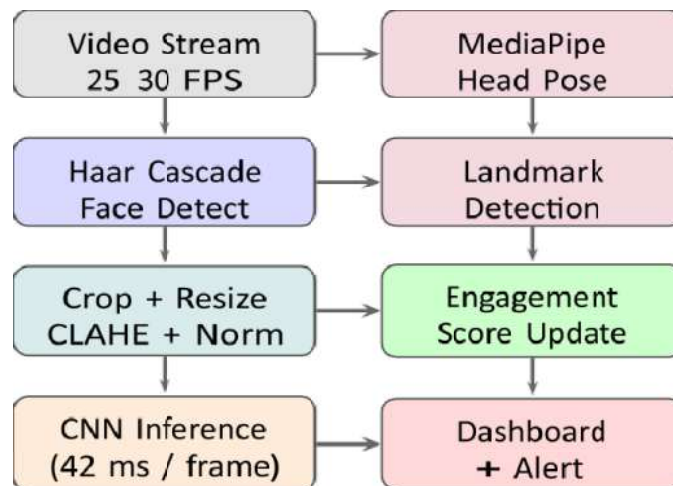 Video Stream
25 30 FPS
MediaPipe
Head Pose
Haar Cascade
Face Detect
Landmark
Detection
Crop + Resize
CLAHE + Norm
Engagement
Score Update
CNN Inference
(42 ms / frame)
Dashboard
+ Alert